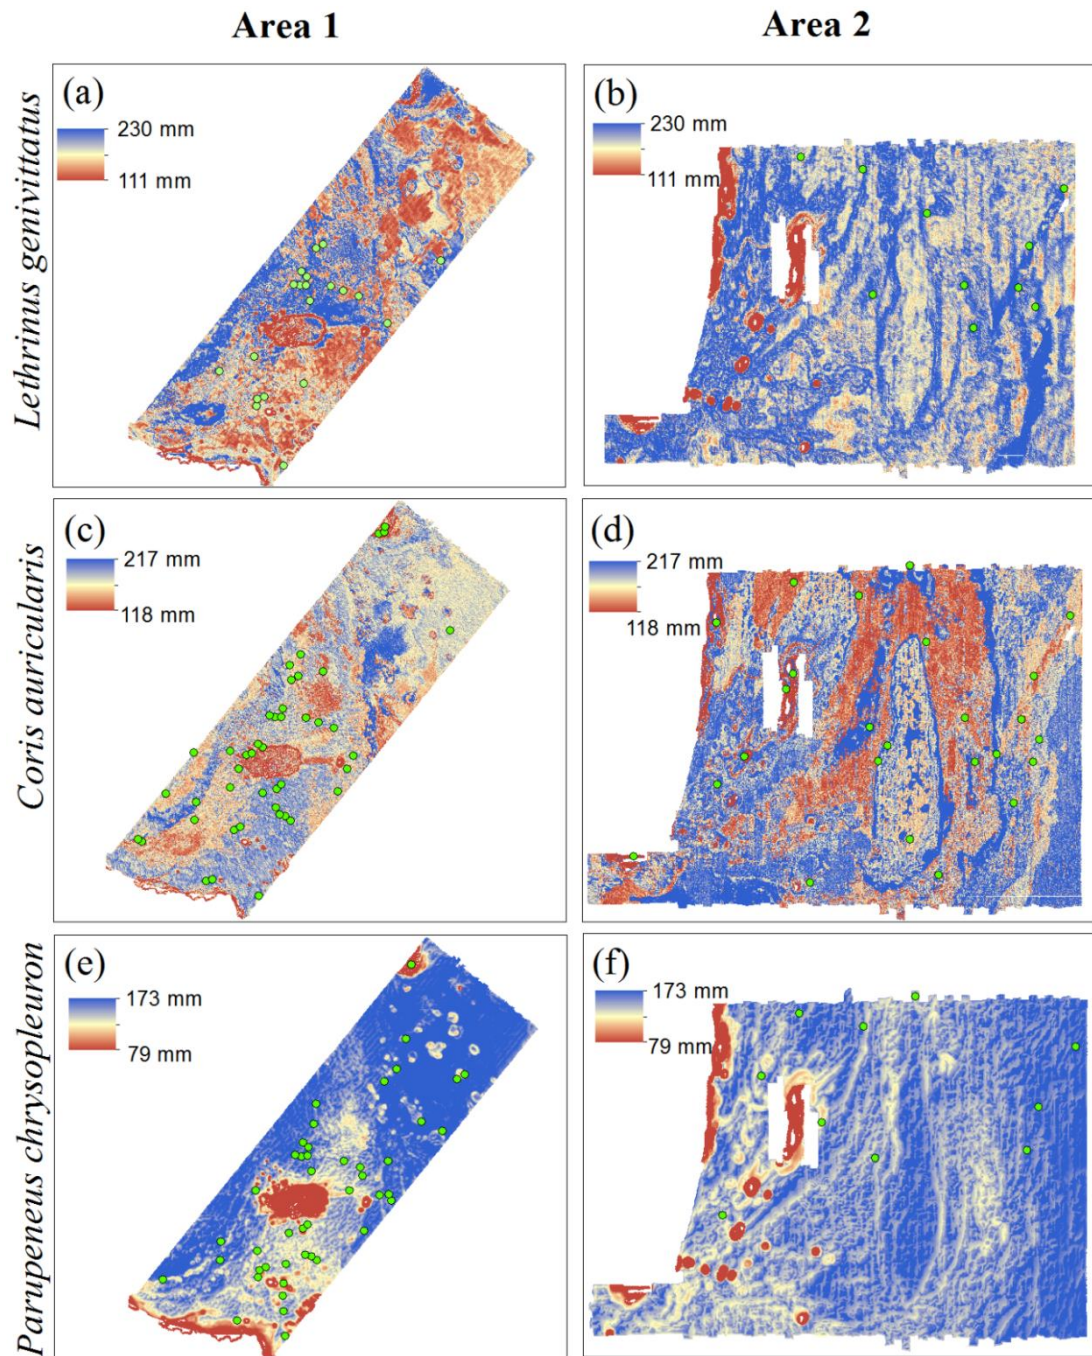 Area 1
Area 2
Lethrinus genivittatus
(a)
230 mm
111 mm
(b)
230 mm
111 mm
Coris auricularis
(c)
217 mm
118 mm
(d)
217 mm
118 mm
Parupeneus chrysopleuron
(e)
173 mm
79 mm
(f)
173 mm
79 mm